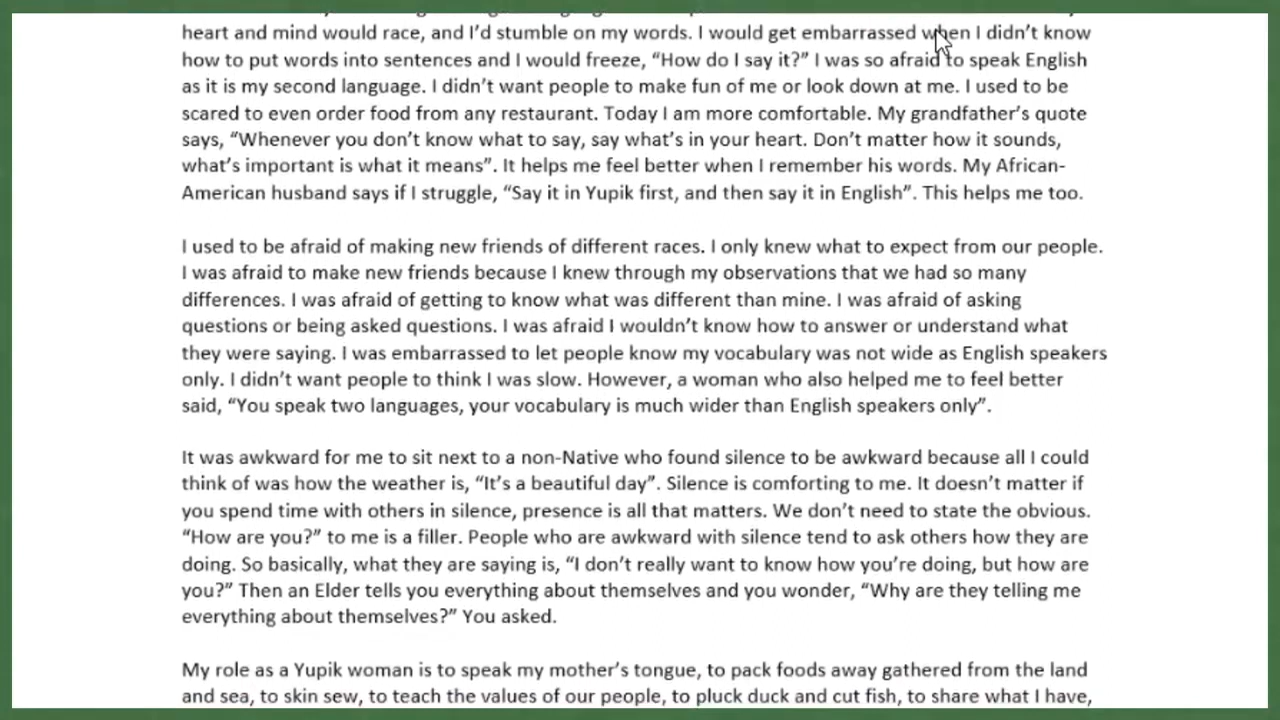 heart and mind would race, and I’d stumble on my words. I would get embarrassed when I didn’t know
how to put words into sentences and I would freeze, “How do I say it?” I was so afraid to speak English
as it is my second language. I didn’t want people to make fun of me or look down at me. I used to be
scared to even order food from any restaurant. Today I am more comfortable. My grandfather’s quote
says, “Whenever you don’t know what to say, say what’s in your heart. Don’t matter how it sounds,
what’s important is what it means”. It helps me feel better when I remember his words. My African-
American husband says if I struggle, “Say it in Yupik first, and then say it in English”. This helps me too.
I used to be afraid of making new friends of different races. I only knew what to expect from our people.
I was afraid to make new friends because I knew through my observations that we had so many
differences. I was afraid of getting to know what was different than mine. I was afraid of asking
questions or being asked questions. I was afraid I wouldn’t know how to answer or understand what
they were saying. I was embarrassed to let people know my vocabulary was not wide as English speakers
only. I didn’t want people to think I was slow. However, a woman who also helped me to feel better
said, “You speak two languages, your vocabulary is much wider than English speakers only”.
It was awkward for me to sit next to a non-Native who found silence to be awkward because all I could
think of was how the weather is, “It’s a beautiful day”. Silence is comforting to me. It doesn’t matter if
you spend time with others in silence, presence is all that matters. We don’t need to state the obvious.
“How are you?” to me is a filler. People who are awkward with silence tend to ask others how they are
doing. So basically, what they are saying is, “I don’t really want to know how you’re doing, but how are
you?” Then an Elder tells you everything about themselves and you wonder, “Why are they telling me
everything about themselves?” You asked.
My role as a Yupik woman is to speak my mother’s tongue, to pack foods away gathered from the land
and sea, to skin sew, to teach the values of our people, to pluck duck and cut fish, to share what I have,